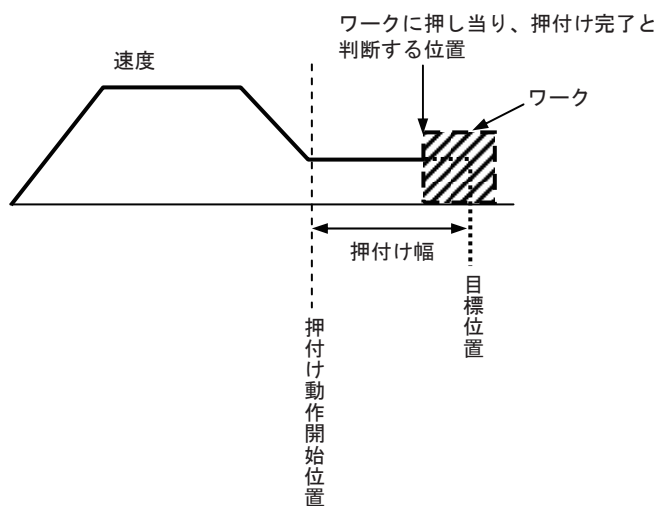 ワークに押し当り、押付け完了と
判断する位置
速度
ワーク
押付け幅
目標位置
押付け動作開始位置